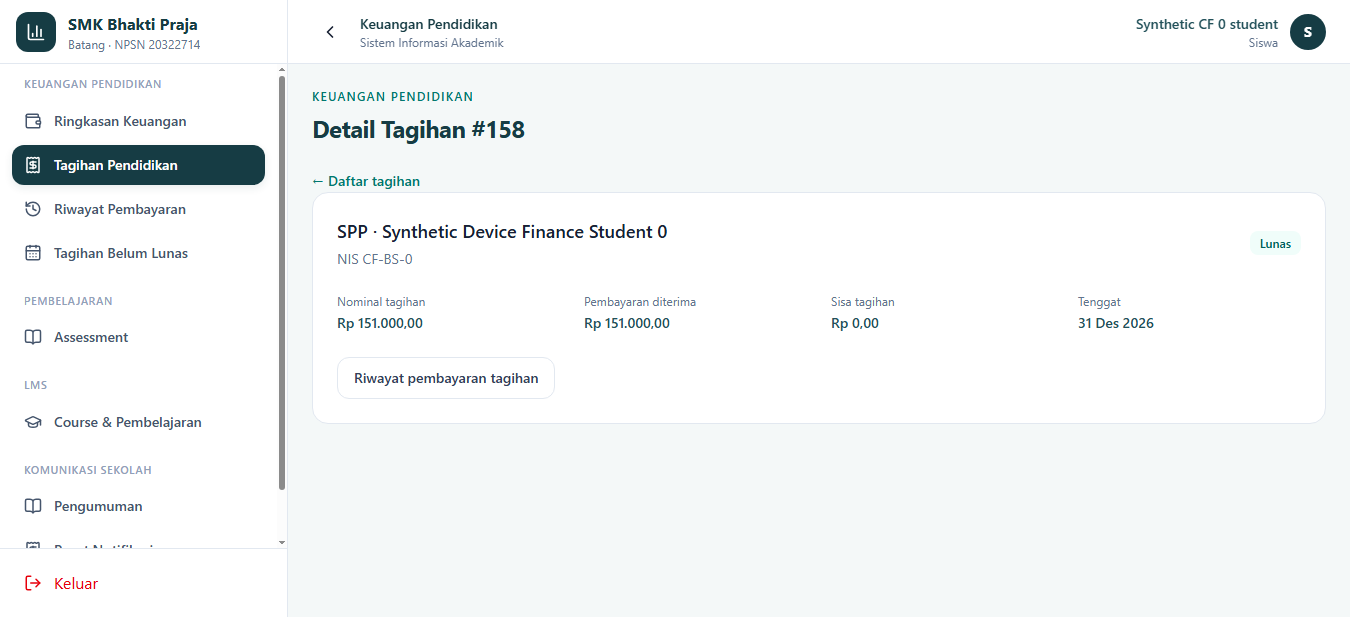 SMK Bhakti Praja
Batang · NPSN 20322714
KEUANGAN PENDIDIKAN
Ringkasan Keuangan
Tagihan Pendidikan
Riwayat Pembayaran
Tagihan Belum Lunas
PEMBELAJARAN
Assessment
LMS
Course & Pembelajaran
KOMUNIKASI SEKOLAH
Pengumuman
Keluar
Keuangan Pendidikan
Sistem Informasi Akademik
Synthetic CF 0 student
Siswa
S
KEUANGAN PENDIDIKAN
Detail Tagihan #158
← Daftar tagihan
SPP · Synthetic Device Finance Student 0
NIS CF-BS-0
Lunas
Nominal tagihan
Rp 151.000,00
Pembayaran diterima
Rp 151.000,00
Sisa tagihan
Rp 0,00
Tenggat
31 Des 2026
Riwayat pembayaran tagihan